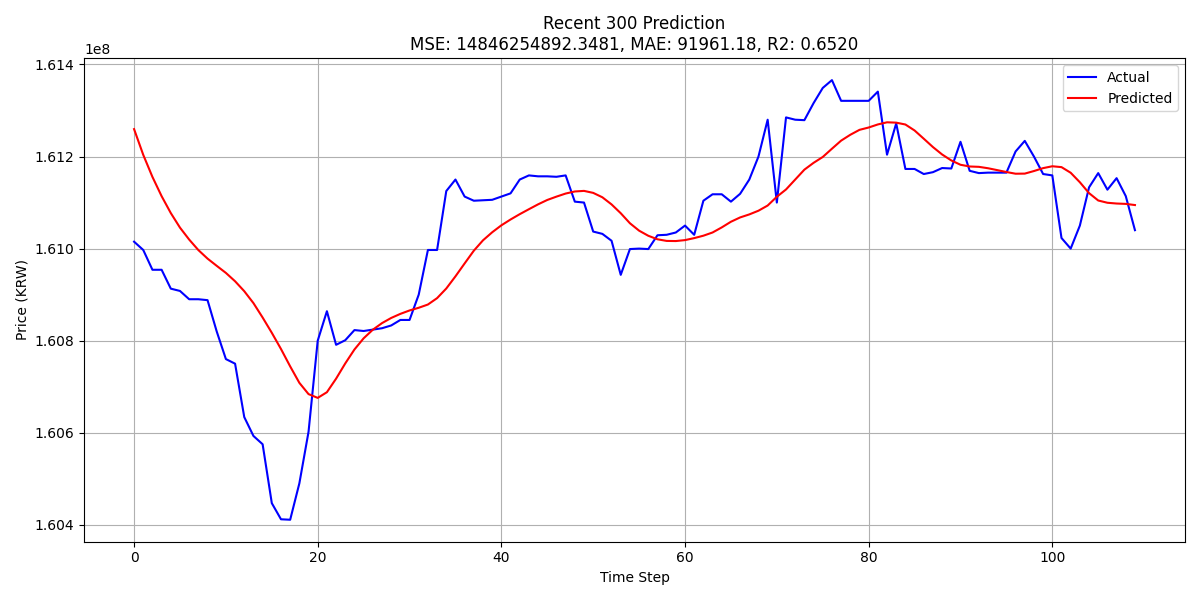 Recent 300 Prediction
MSE: 14846254892.3481, MAE: 91961.18, R2: 0.6520
1e8
1.614
1.612
1.610
1.608
1.606
1.604
Price (KRW)
Actual
Predicted
0 20 40 60 80 100
Time Step